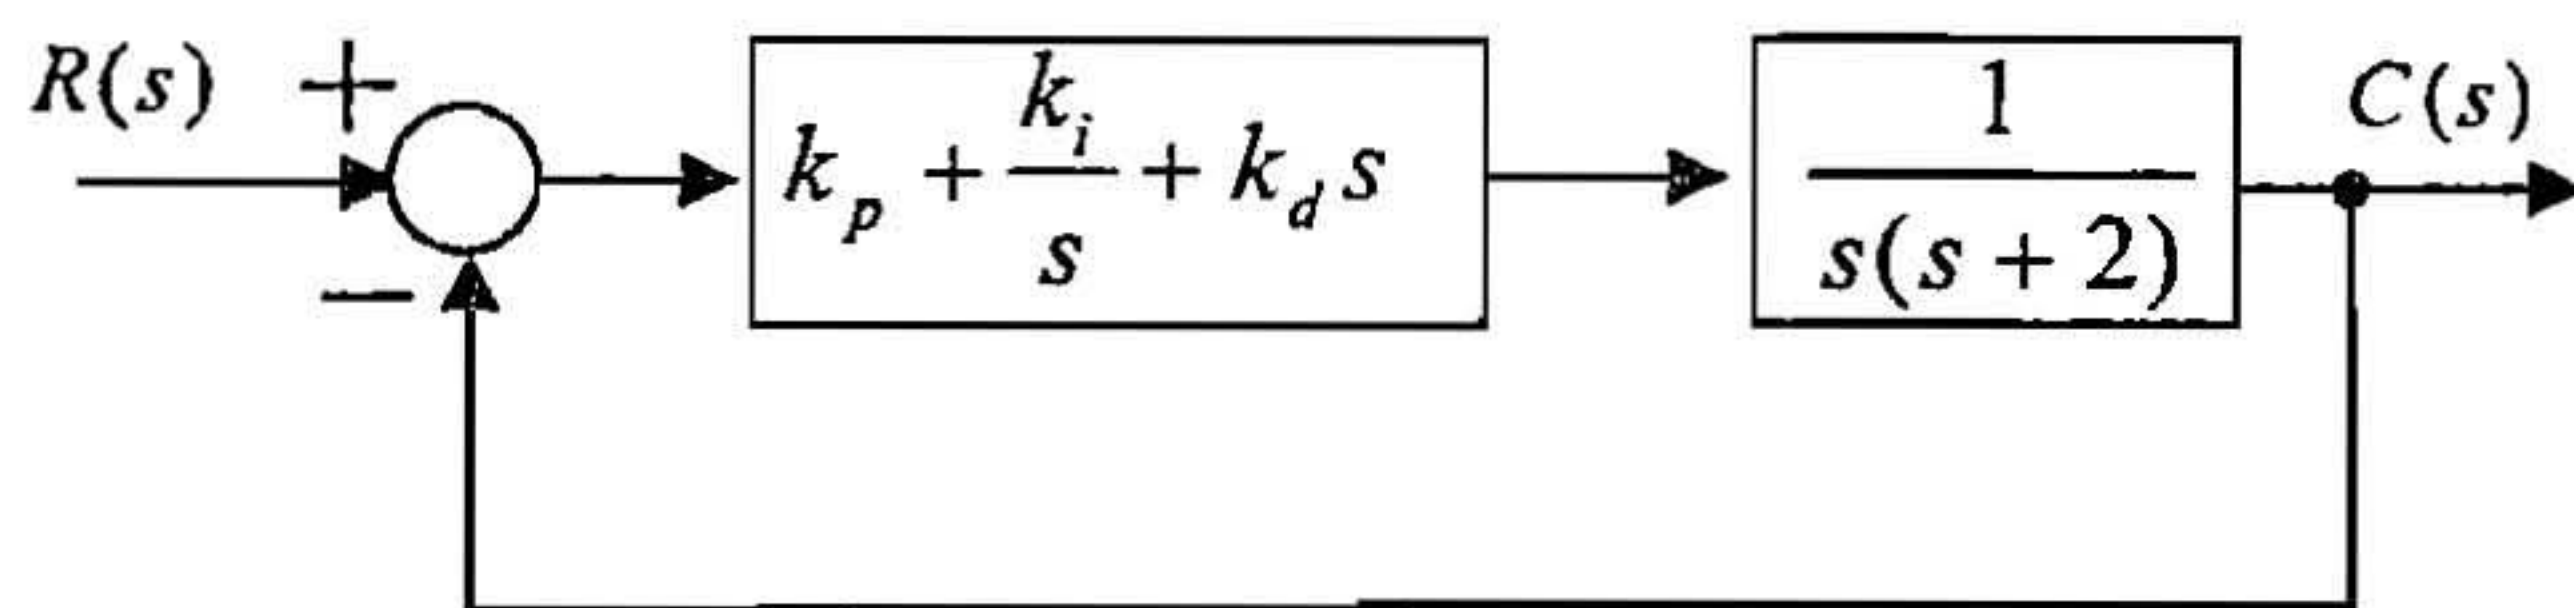 R(s) +
−
k_p + k_i/s + k_d s
1/(s(s + 2))
C(s)